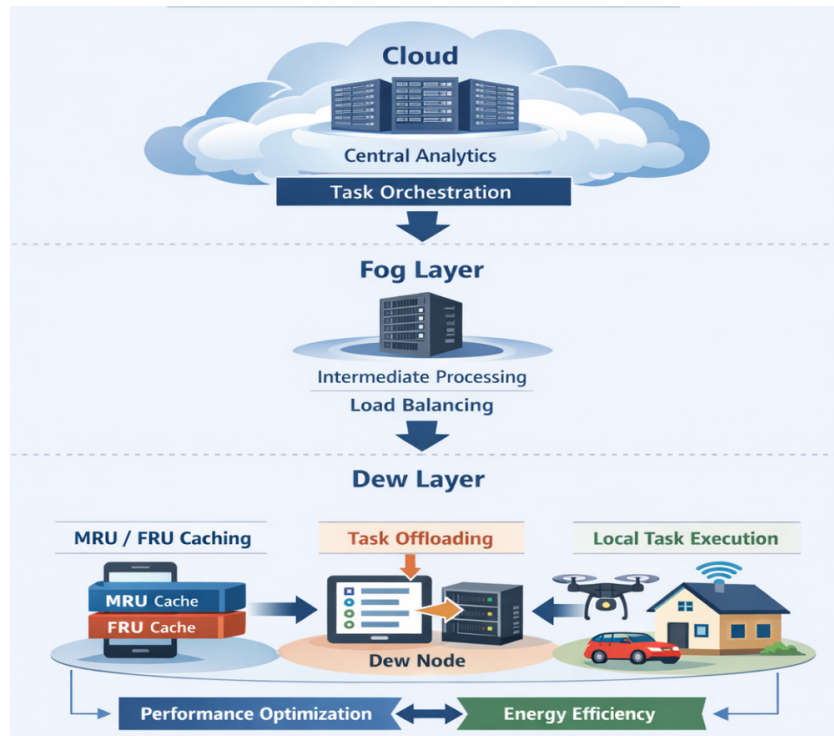 Cloud
Central Analytics
Task Orchestration
Fog Layer
Intermediate Processing
Load Balancing
Dew Layer
MRU / FRU Caching
Task Offloading
Local Task Execution
MRU Cache
FRU Cache
Dew Node
Performance Optimization
Energy Efficiency